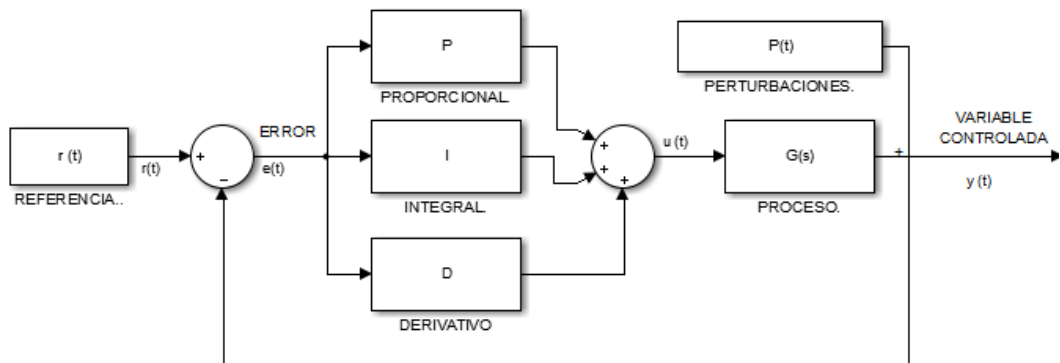 P
PROPORCIONAL.
P(t)
PERTURBACIONES.
r (t)
REFERENCIA..
r(t)
+
−
ERROR
e(t)
I
INTEGRAL.
D
DERIVATIVO
+
+
+
u (t)
G(s)
PROCESO.
+
VARIABLE
CONTROLADA
y (t)